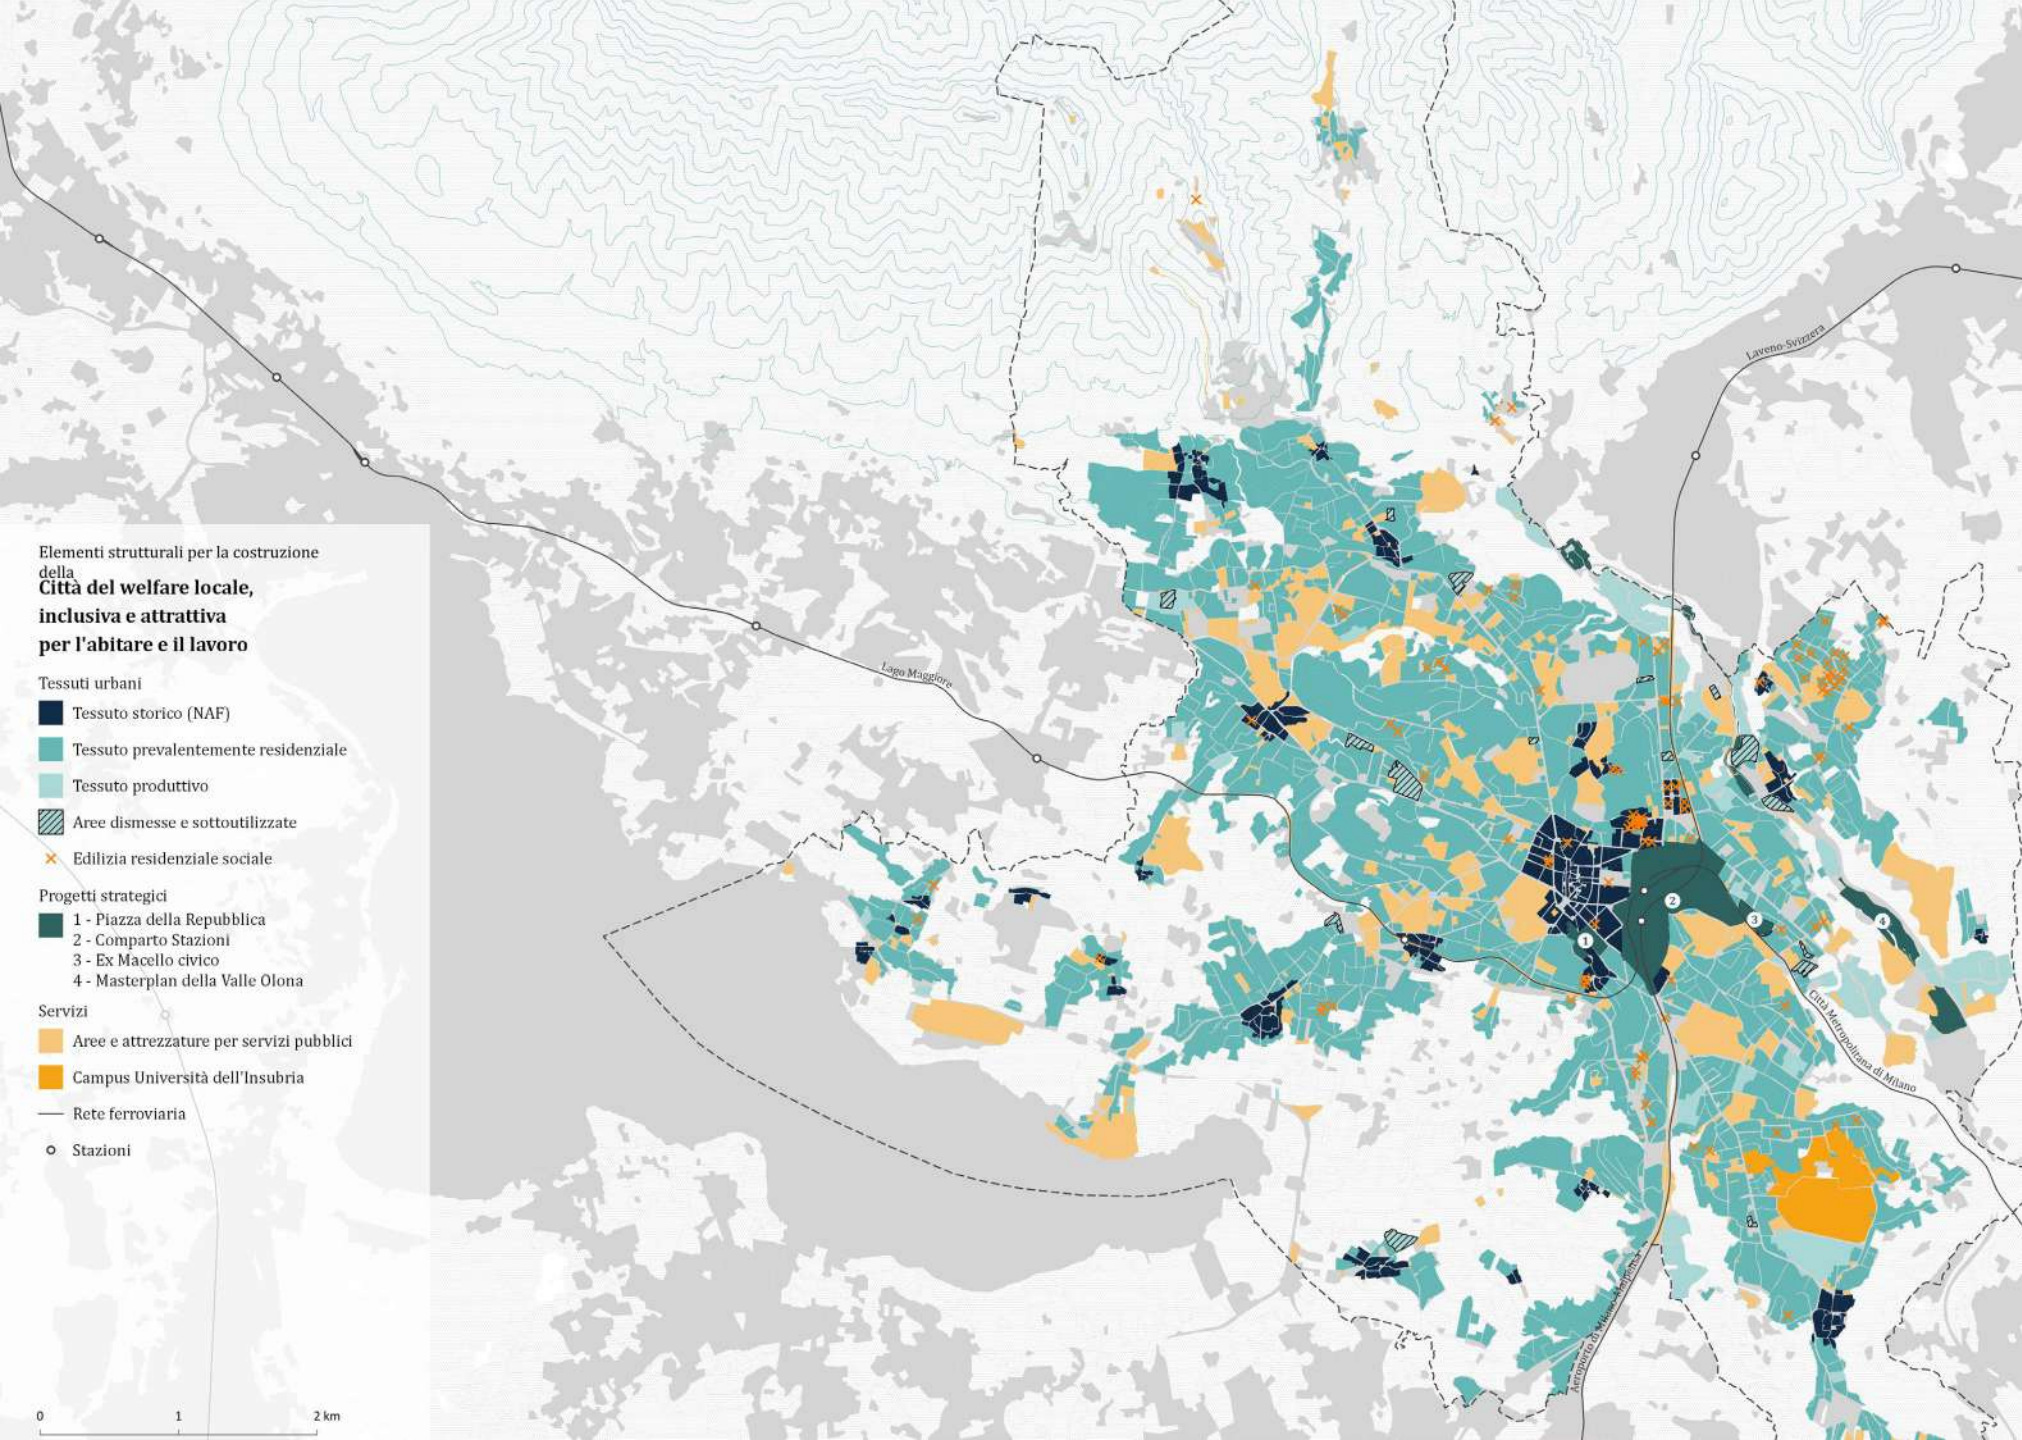 Elementi strutturali per la costruzione
della
Città del welfare locale,
inclusiva e attrattiva
per l'abitare e il lavoro
Tessuti urbani
Tessuto storico (NAF)
Tessuto prevalentemente residenziale
Tessuto produttivo
Aree dismesse e sottoutilizzate
Edilizia residenziale sociale
Progetti strategici
1 - Piazza della Repubblica
2 - Comparto Stazioni
3 - Ex Macello civico
4 - Masterplan della Valle Olona
Servizi
Aree e attrezzature per servizi pubblici
Campus Università dell'Insubria
Rete ferroviaria
Stazioni
0 1 2 km
Laveno-Svizzera
Lago Maggiore
1
2
3
4
Città Metropolitana di Milano
Aeroporto di Milano-Malpensa